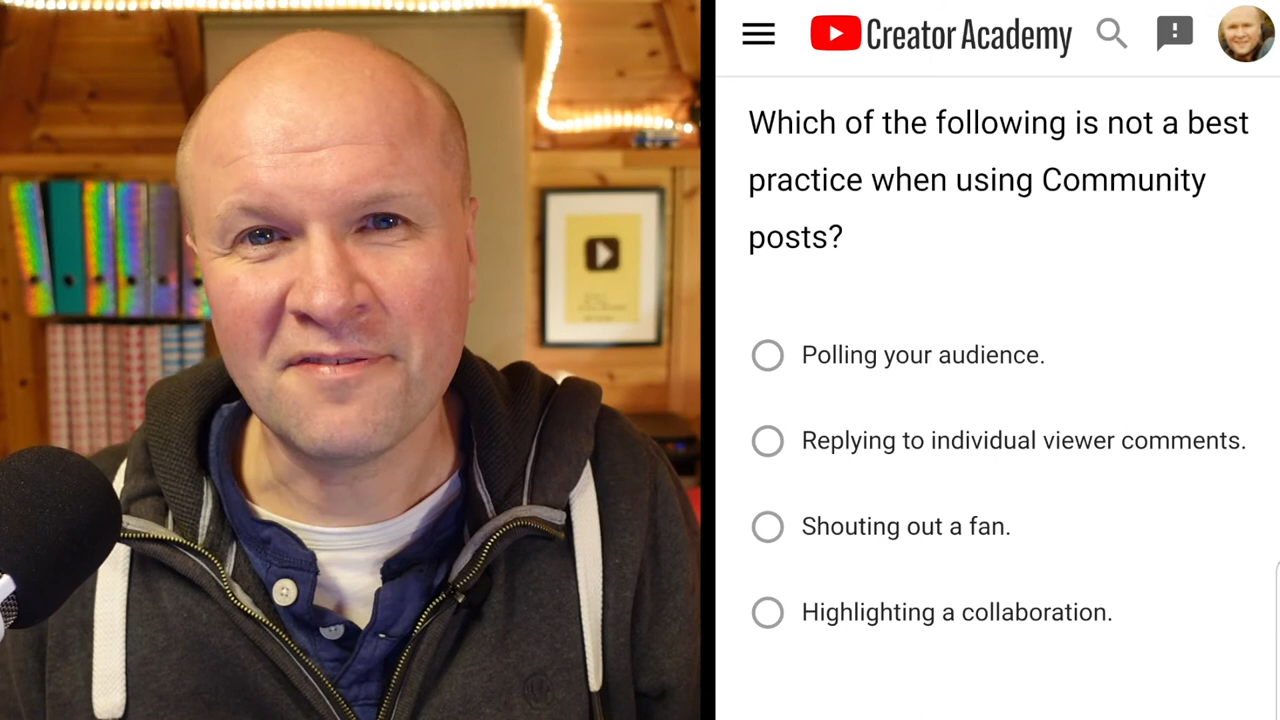 Creator Academy
Which of the following is not a best
practice when using Community
posts?
Polling your audience.
Replying to individual viewer comments.
Shouting out a fan.
Highlighting a collaboration.